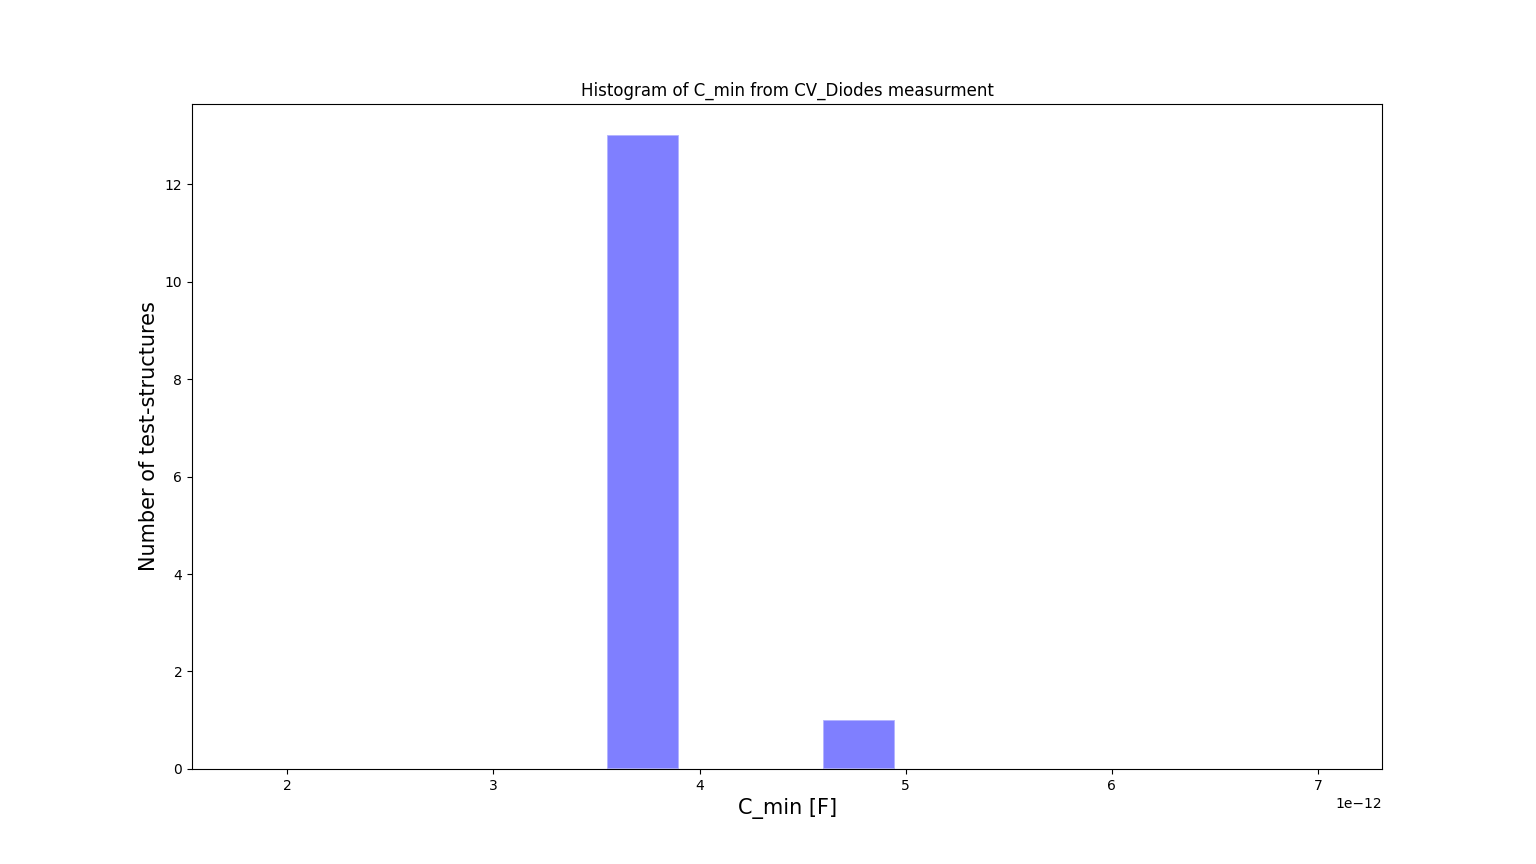 Histogram of C_min from CV_Diodes measurment
Number of test-structures
12
10
8
6
4
2
0
2 3 4 5 6 7
1e−12
C_min [F]